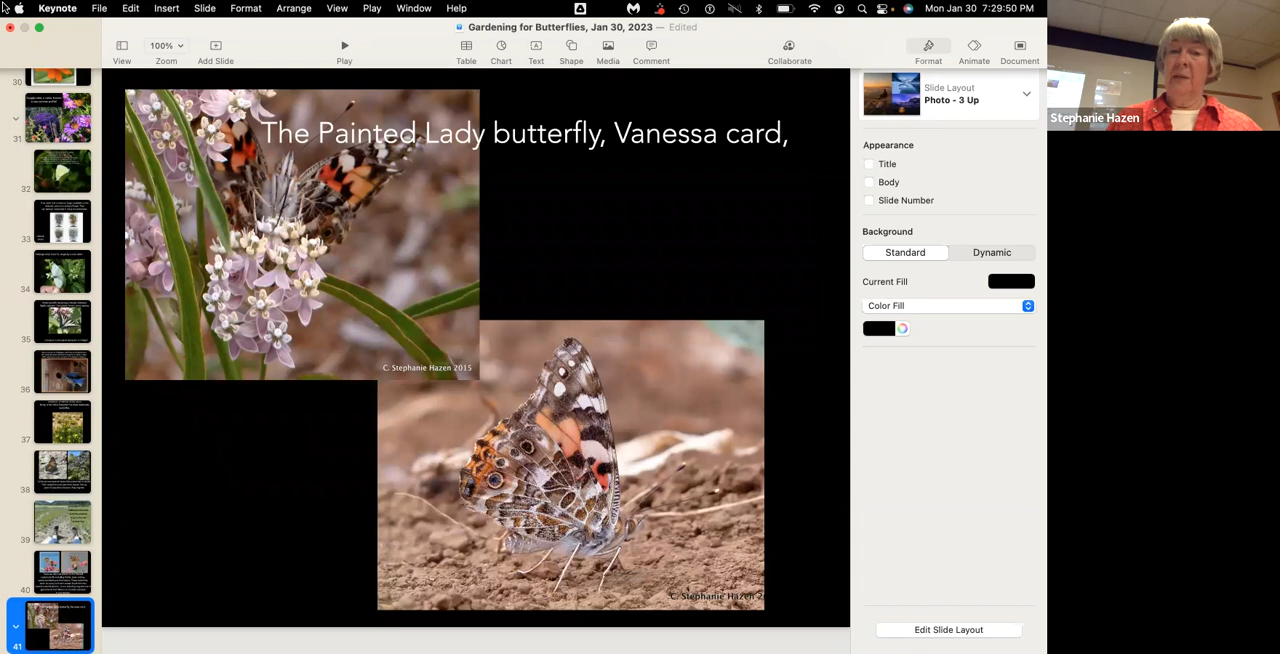 Keynote File Edit Insert Slide Format Arrange View Play Window Help Mon Jan 30 7:29:50 PM
Gardening for Butterflies, Jan 30, 2023 — Edited
100%
View Zoom Add Slide Play Table Chart Text Shape Media Comment Collaborate Format Animate Document
30
31
32
33
34
35
36
37
38
39
40
41
The Painted Lady butterfly, Vanessa card,
C. Stephanie Hazen 2015
C. Stephanie Hazen 2
Slide Layout
Photo - 3 Up
Appearance
Title
Body
Slide Number
Background
Standard Dynamic
Current Fill
Color Fill
Edit Slide Layout
Stephanie Hazen